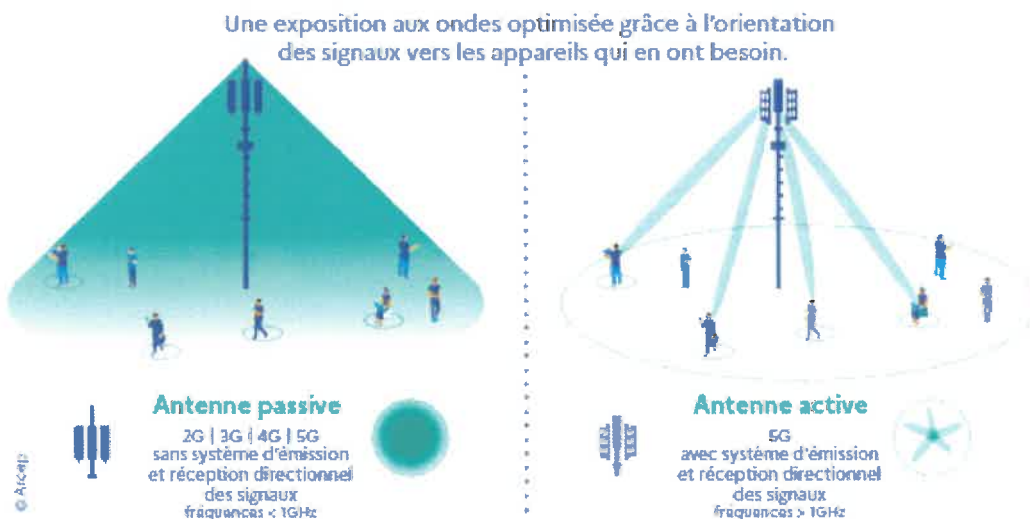 Une exposition aux ondes optimisée grâce à l'orientation
des signaux vers les appareils qui en ont besoin.
Antenne passive
2G | 3G | 4G | 5G
sans système d'émission
et réception directionnel
des signaux
fréquences < 1GHz
Antenne active
5G
avec système d'émission
et réception directionnel
des signaux
fréquences > 1GHz
© Arcep